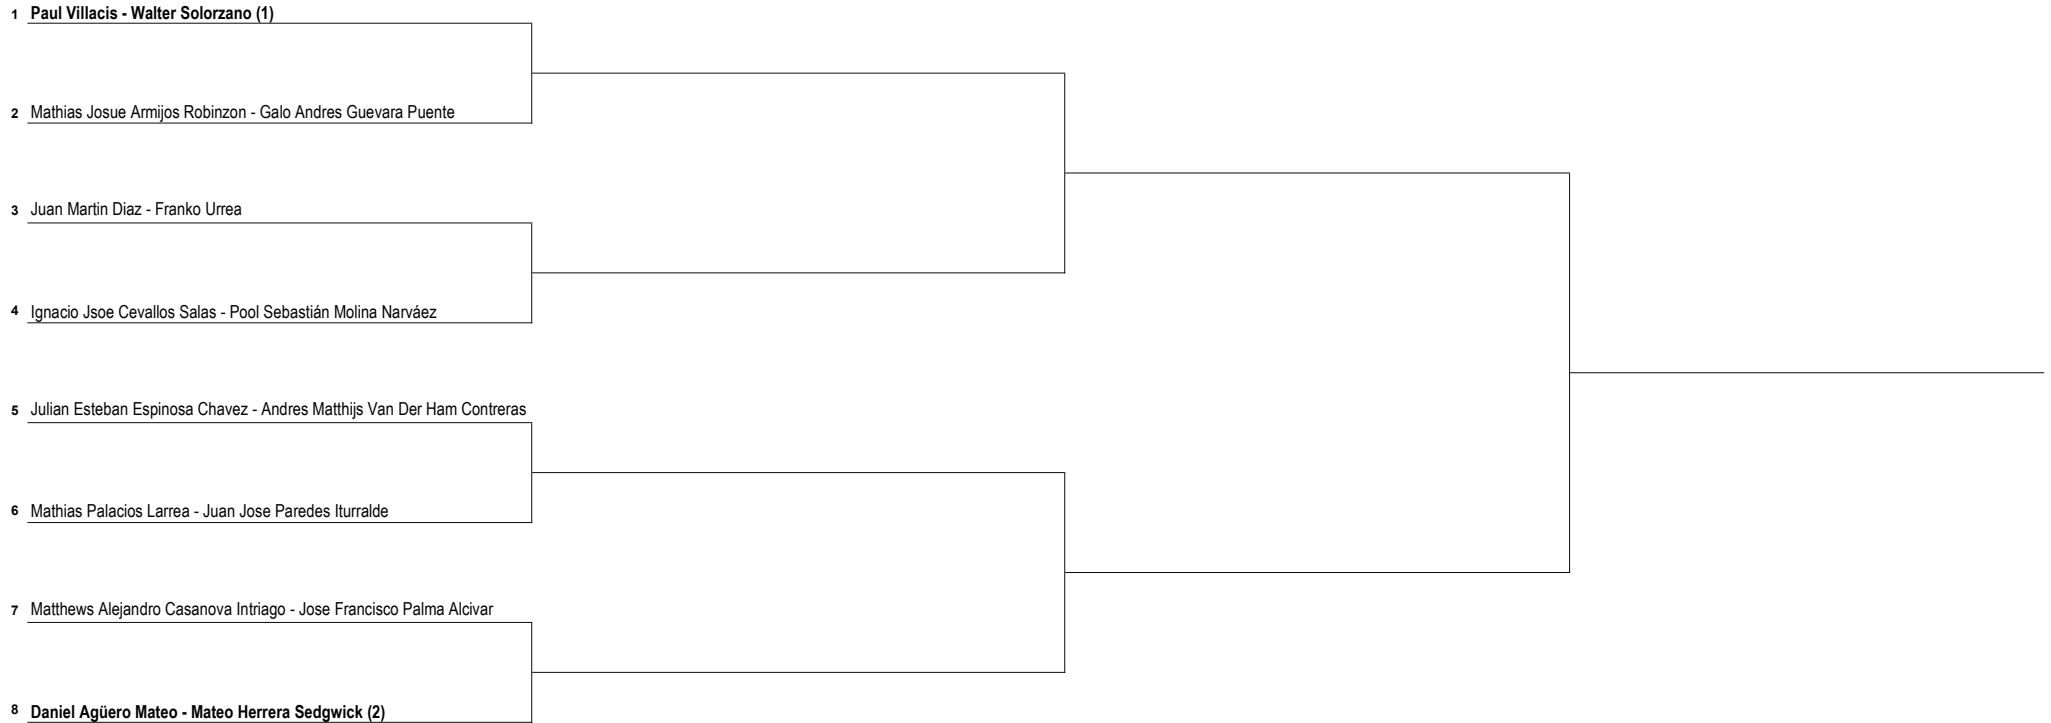 1 Paul Villacis - Walter Solorzano (1)
2 Mathias Josue Armijos Robinzon - Galo Andres Guevara Puente
3 Juan Martin Diaz - Franko Urrea
4 Ignacio Jsoe Cevallos Salas - Pool Sebastián Molina Narváez
5 Julian Esteban Espinosa Chavez - Andres Matthijs Van Der Ham Contreras
6 Mathias Palacios Larrea - Juan Jose Paredes Iturralde
7 Matthews Alejandro Casanova Intriago - Jose Francisco Palma Alcivar
8 Daniel Agüero Mateo - Mateo Herrera Sedgwick (2)